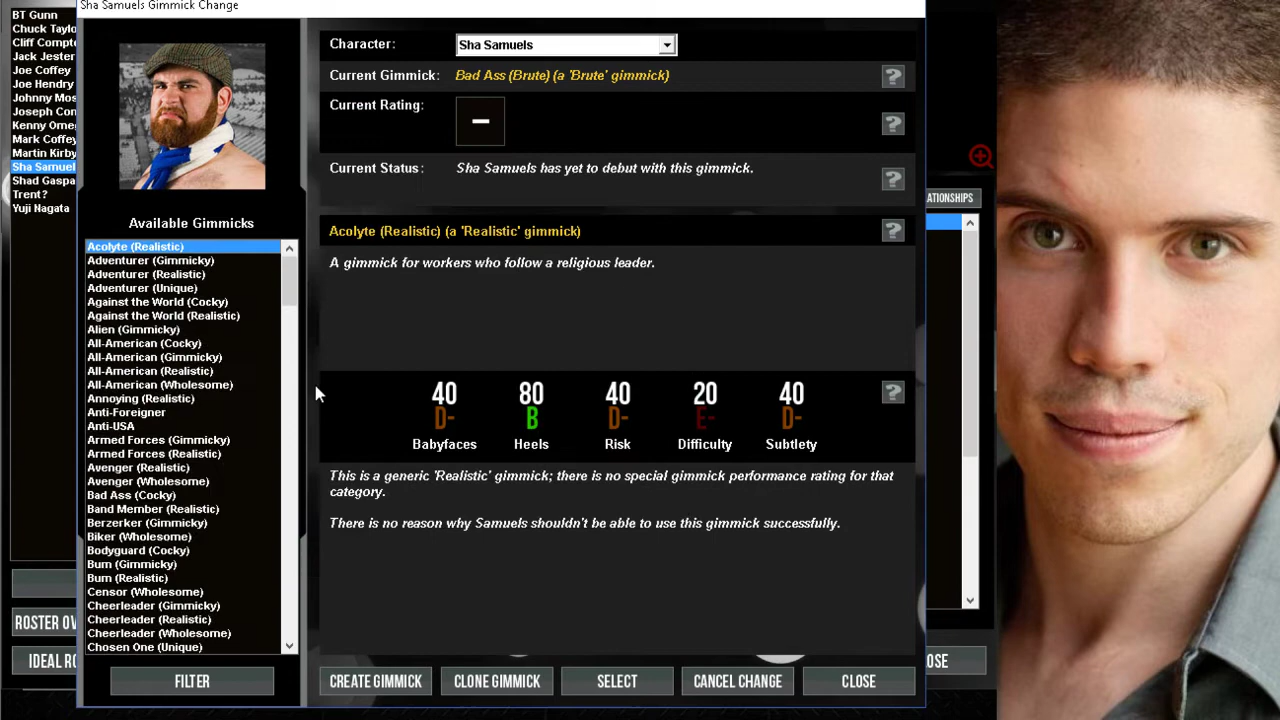 Sha Samuels Gimmick Change
BT Gunn
Chuck Taylo
Cliff Compto
Jack Jester
Joe Coffey
Joe Hendry
Johnny Mos
Joseph Con
Kenny Ome
Mark Coffey
Martin Kirby
Sha Samuel
Shad Gaspa
Trent?
Yuji Nagata
ROSTER OV
IDEAL RO
Available Gimmicks
Acolyte (Realistic)
Adventurer (Gimmicky)
Adventurer (Realistic)
Adventurer (Unique)
Against the World (Cocky)
Against the World (Realistic)
Alien (Gimmicky)
All-American (Cocky)
All-American (Gimmicky)
All-American (Realistic)
All-American (Wholesome)
Annoying (Realistic)
Anti-Foreigner
Anti-USA
Armed Forces (Gimmicky)
Armed Forces (Realistic)
Avenger (Realistic)
Avenger (Wholesome)
Bad Ass (Cocky)
Band Member (Realistic)
Berzerker (Gimmicky)
Biker (Wholesome)
Bodyguard (Cocky)
Bum (Gimmicky)
Bum (Realistic)
Censor (Wholesome)
Cheerleader (Gimmicky)
Cheerleader (Realistic)
Cheerleader (Wholesome)
Chosen One (Unique)
FILTER
Character: Sha Samuels
Current Gimmick: Bad Ass (Brute) (a 'Brute' gimmick) ?
Current Rating: – ?
Current Status: Sha Samuels has yet to debut with this gimmick. ?
Acolyte (Realistic) (a 'Realistic' gimmick) ?
A gimmick for workers who follow a religious leader.
40 80 40 20 40 ?
D- B D- E- D-
Babyfaces Heels Risk Difficulty Subtlety
This is a generic 'Realistic' gimmick; there is no special gimmick performance rating for that
category.
There is no reason why Samuels shouldn't be able to use this gimmick successfully.
CREATE GIMMICK CLONE GIMMICK SELECT CANCEL CHANGE CLOSE
ATIONSHIPS
OSE